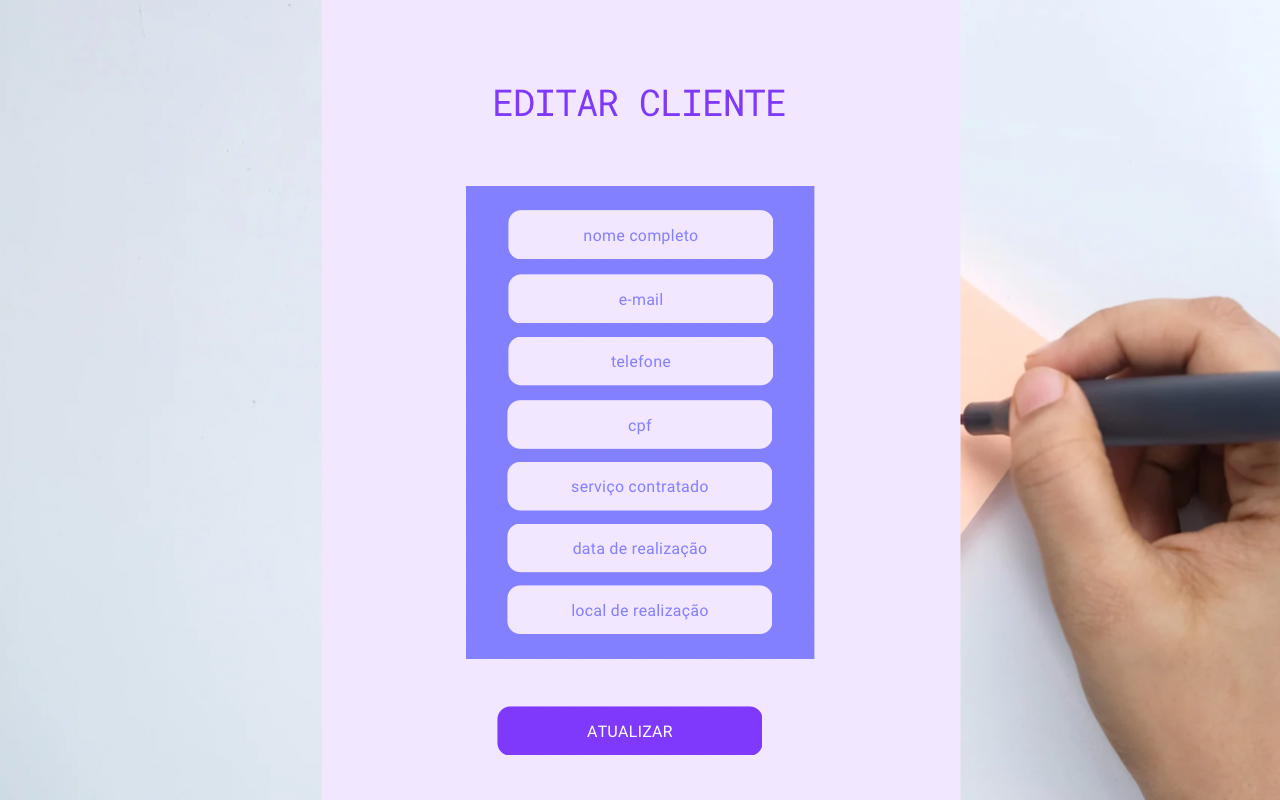 EDITAR CLIENTE
nome completo
e-mail
telefone
cpf
serviço contratado
data de realização
local de realização
ATUALIZAR